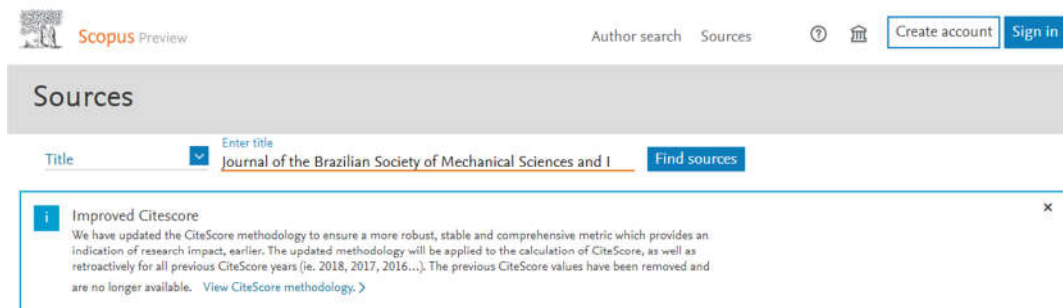 Scopus Preview
Author search Sources Create account Sign in
Sources
Enter title
Title Journal of the Brazilian Society of Mechanical Sciences and I Find sources
Improved Citescore
We have updated the CiteScore methodology to ensure a more robust, stable and comprehensive metric which provides an
indication of research impact, earlier. The updated methodology will be applied to the calculation of CiteScore, as well as
retroactively for all previous CiteScore years (ie. 2018, 2017, 2016...). The previous CiteScore values have been removed and
are no longer available. View CiteScore methodology. >